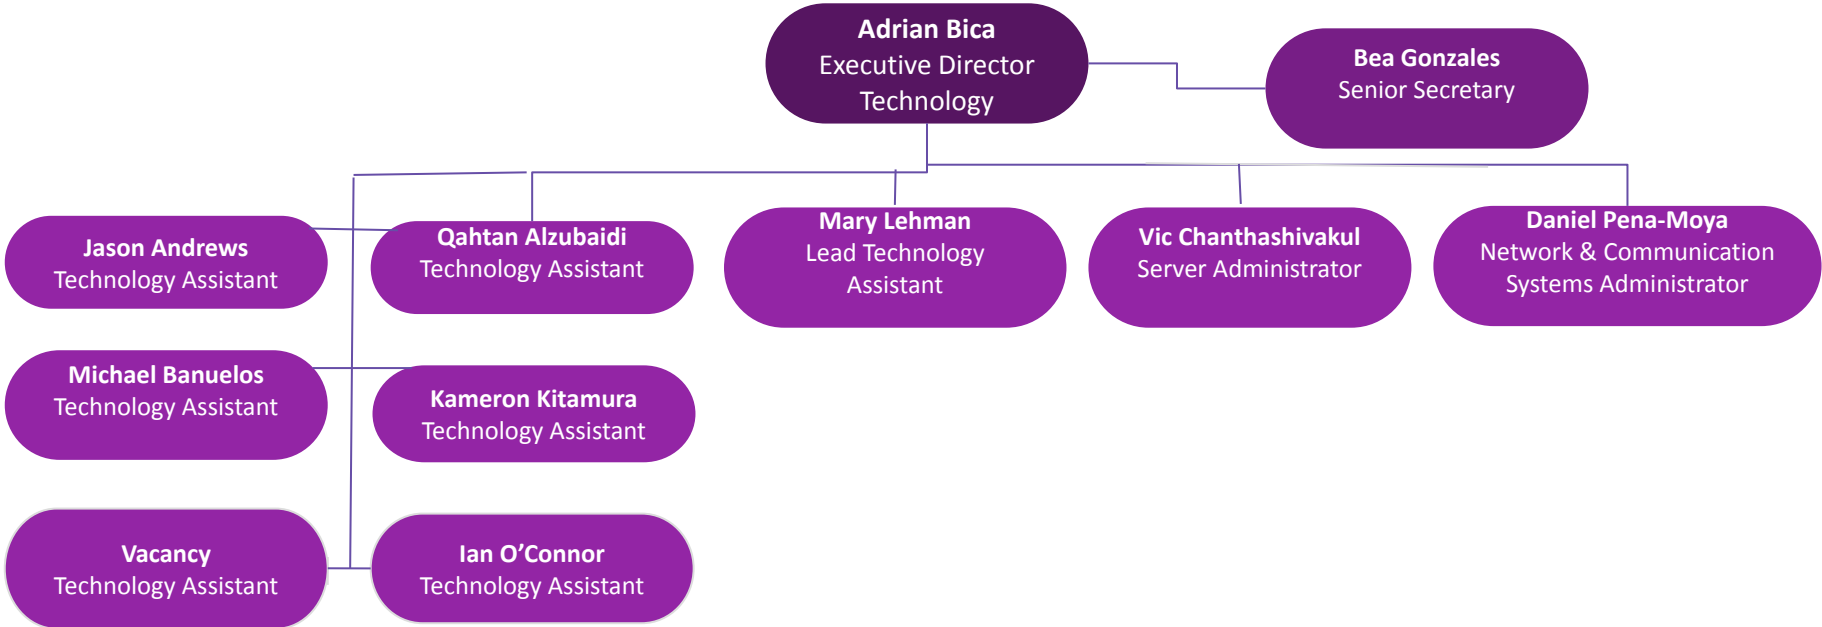 Adrian Bica
Executive Director
Technology
Bea Gonzales
Senior Secretary
Jason Andrews
Technology Assistant
Qahtan Alzubaidi
Technology Assistant
Mary Lehman
Lead Technology
Assistant
Vic Chanthashivakul
Server Administrator
Daniel Pena-Moya
Network & Communication
Systems Administrator
Michael Banuelos
Technology Assistant
Kameron Kitamura
Technology Assistant
Vacancy
Technology Assistant
Ian O’Connor
Technology Assistant